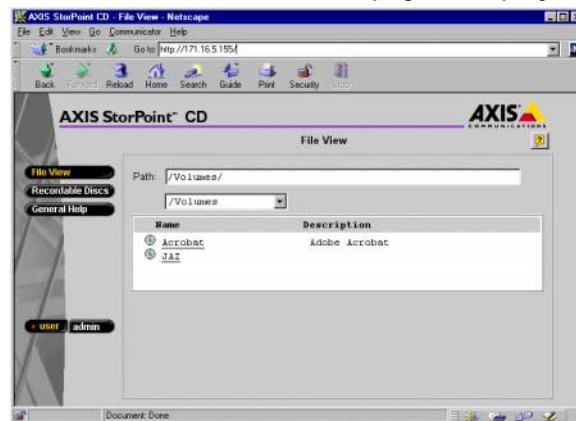 AXIS StorPoint CD - File View - Netscape
File Edit View Go Communicator Help
Bookmarks Go to: http://171.16.5.155/
Back Forward Reload Home Search Guide Print Security Stop
AXIS StorPoint™ CD
AXIS
COMMUNICATIONS
File View
File View
Recordable Discs
General Help
Path: /Volumes/
/Volumes
Name Description
Acrobat Adobe Acrobat
JAZ
user admin
Document: Done